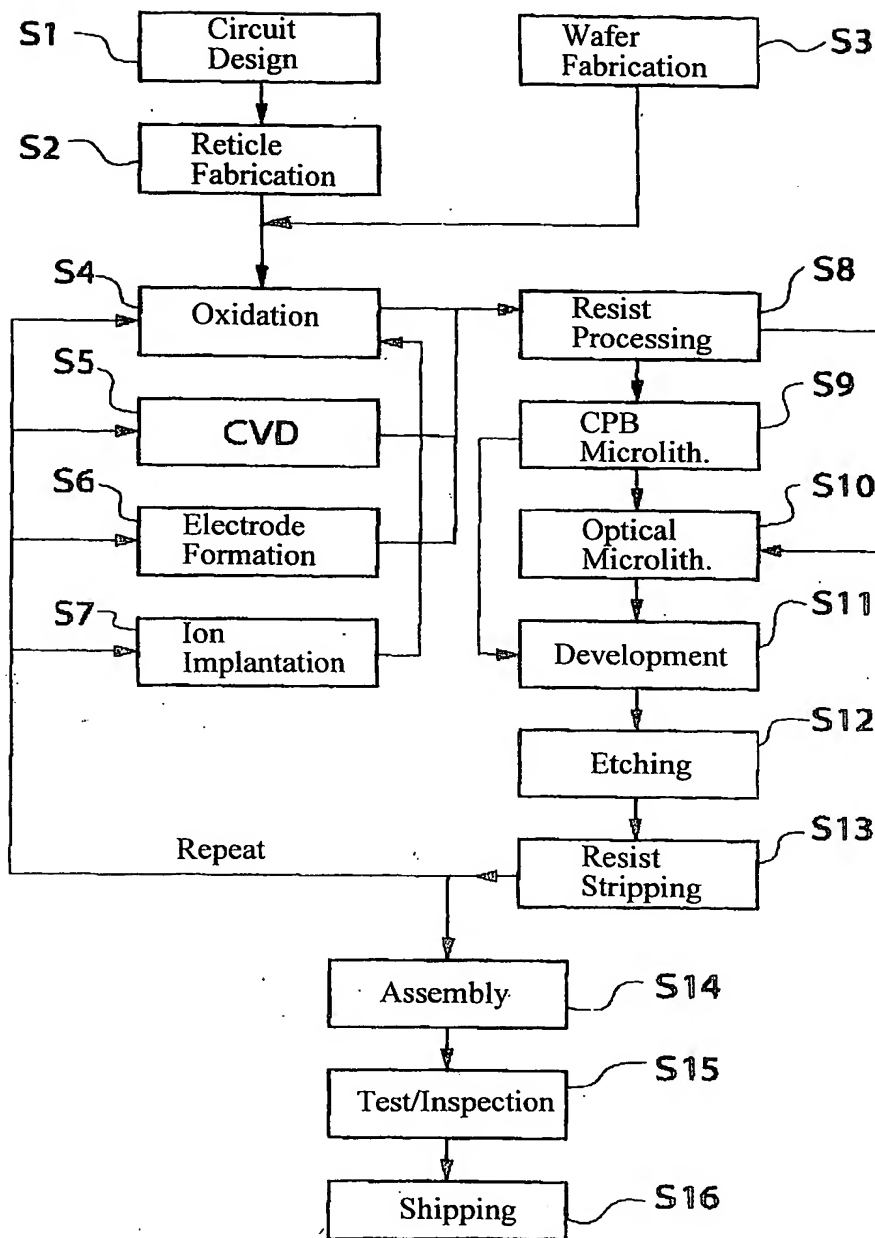 S1
Circuit
Design
Wafer
Fabrication
S3
S2
Reticle
Fabrication
S4
Oxidation
Resist
Processing
S8
S5
CVD
CPB
Microlith.
S9
S6
Electrode
Formation
Optical
Microlith.
S10
S7
Ion
Implantation
Development
S11
Etching
S12
Repeat
Resist
Stripping
S13
Assembly
S14
Test/Inspection
S15
Shipping
S16